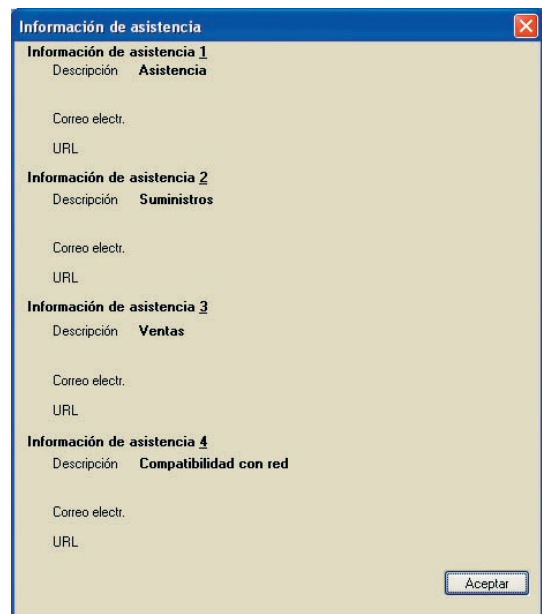 Información de asistencia
Información de asistencia 1
Descripción Asistencia
Correo electr.
URL
Información de asistencia 2
Descripción Suministros
Correo electr.
URL
Información de asistencia 3
Descripción Ventas
Correo electr.
URL
Información de asistencia 4
Descripción Compatibilidad con red
Correo electr.
URL
Aceptar